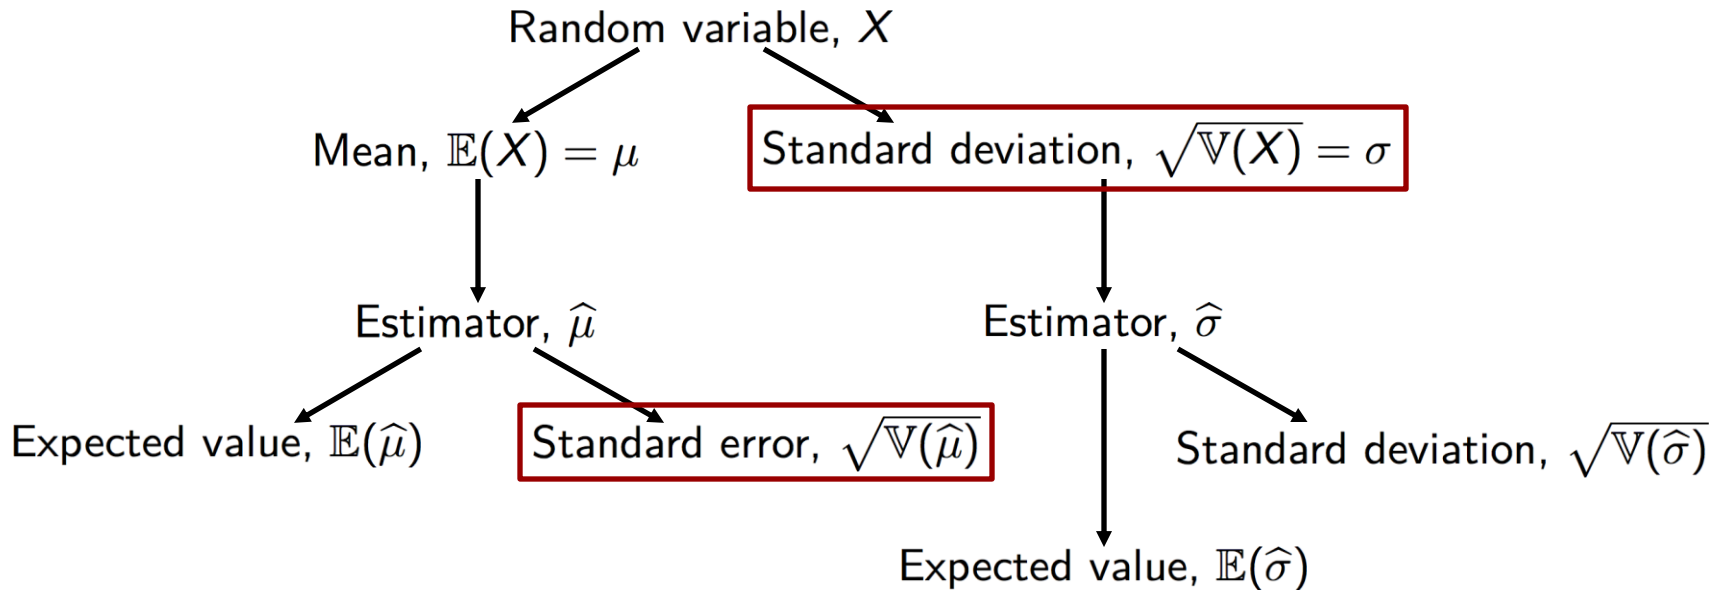 Random variable, X
Mean, 𝔼(X) = μ
Standard deviation, √𝕍(X) = σ
Estimator, μ̂
Estimator, σ̂
Expected value, 𝔼(μ̂)
Standard error, √𝕍(μ̂)
Standard deviation, √𝕍(σ̂)
Expected value, 𝔼(σ̂)